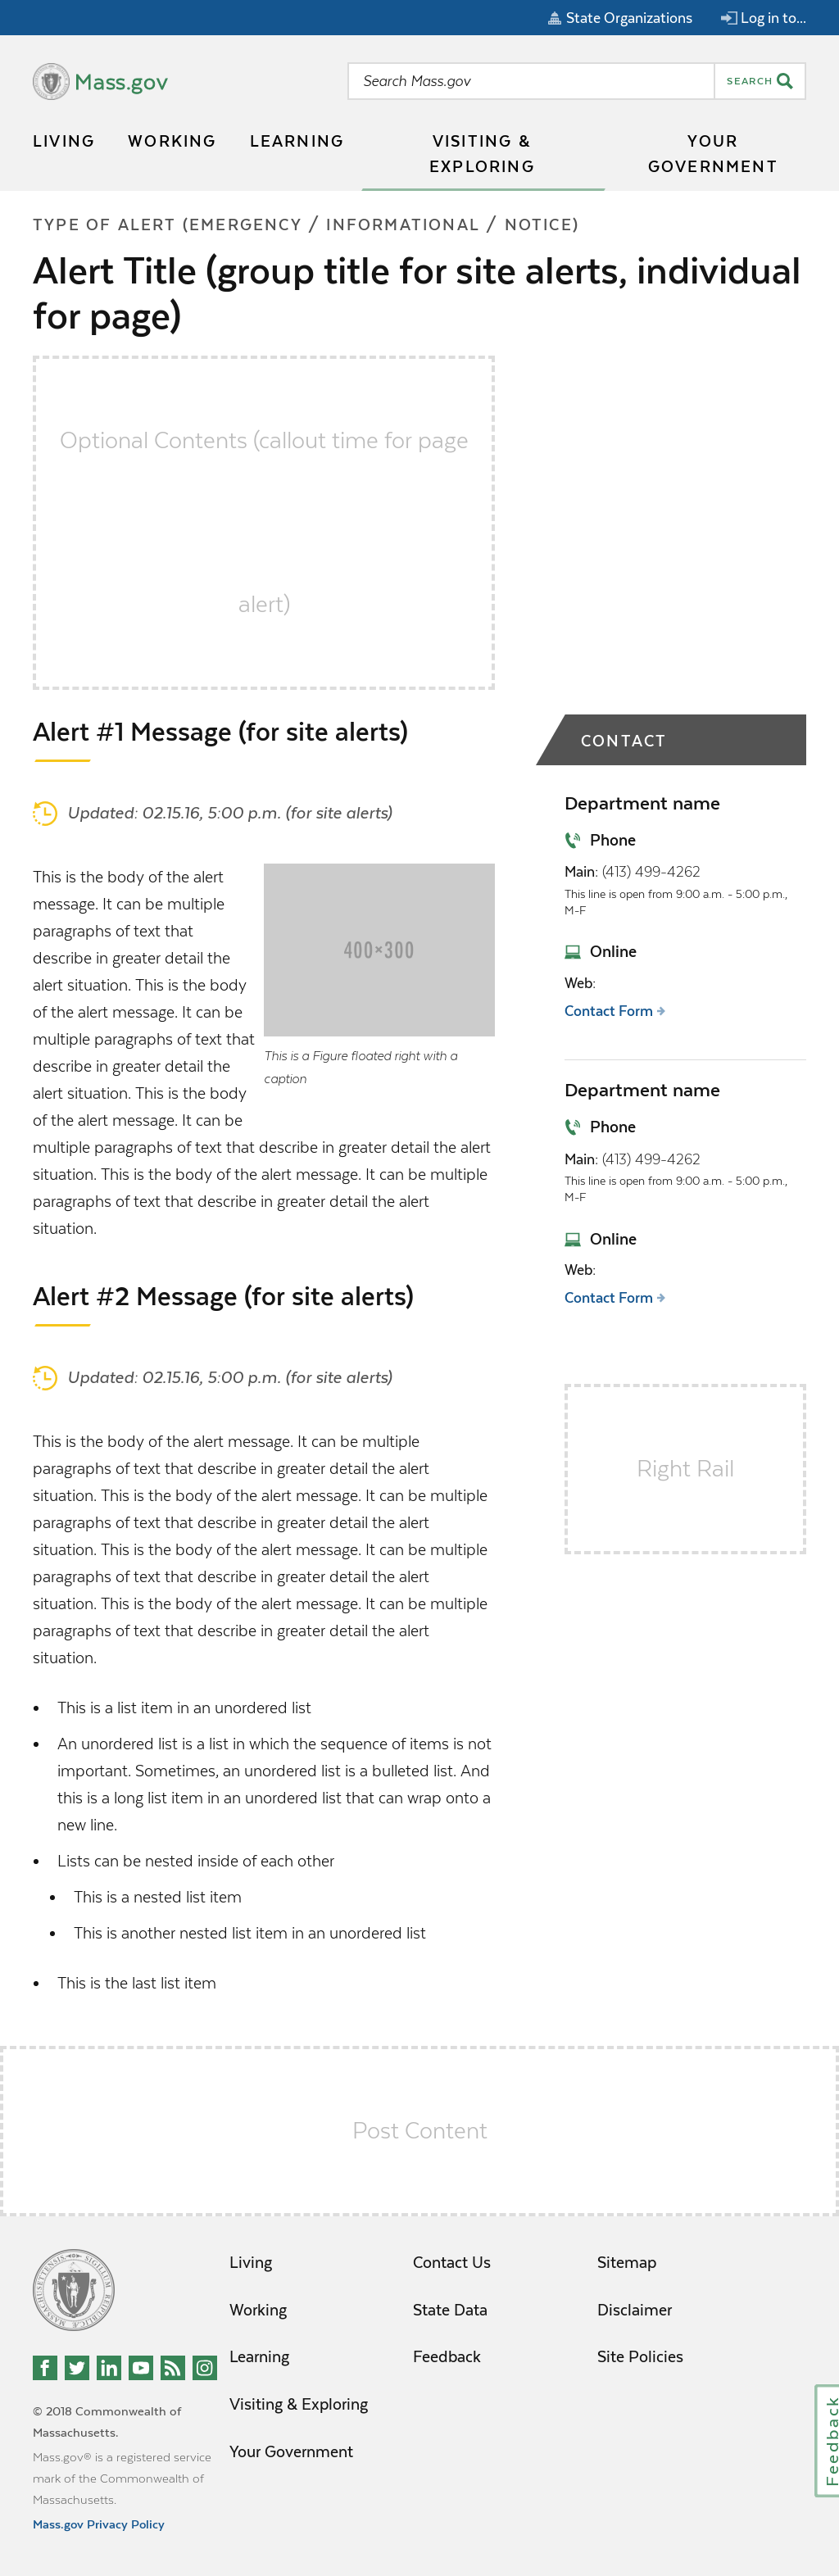 State Organizations
Log in to...
Mass.gov
Search Mass.gov
SEARCH
LIVING
WORKING
LEARNING
VISITING &
EXPLORING
YOUR
GOVERNMENT
TYPE OF ALERT (EMERGENCY / INFORMATIONAL / NOTICE)
Alert Title (group title for site alerts, individual
for page)
Optional Contents (callout time for page
alert)
Alert #1 Message (for site alerts)
Updated: 02.15.16, 5:00 p.m. (for site alerts)
This is the body of the alert
message. It can be multiple
paragraphs of text that
describe in greater detail the
alert situation. This is the body
of the alert message. It can be
multiple paragraphs of text that
describe in greater detail the
alert situation. This is the body
of the alert message. It can be
multiple paragraphs of text that describe in greater detail the alert
situation. This is the body of the alert message. It can be multiple
paragraphs of text that describe in greater detail the alert
situation.
400×300
This is a Figure floated right with a
caption
Alert #2 Message (for site alerts)
Updated: 02.15.16, 5:00 p.m. (for site alerts)
This is the body of the alert message. It can be multiple
paragraphs of text that describe in greater detail the alert
situation. This is the body of the alert message. It can be multiple
paragraphs of text that describe in greater detail the alert
situation. This is the body of the alert message. It can be multiple
paragraphs of text that describe in greater detail the alert
situation. This is the body of the alert message. It can be multiple
paragraphs of text that describe in greater detail the alert
situation.
• This is a list item in an unordered list
• An unordered list is a list in which the sequence of items is not
important. Sometimes, an unordered list is a bulleted list. And
this is a long list item in an unordered list that can wrap onto a
new line.
• Lists can be nested inside of each other
• This is a nested list item
• This is another nested list item in an unordered list
• This is the last list item
CONTACT
Department name
Phone
Main: (413) 499-4262
This line is open from 9:00 a.m. - 5:00 p.m.,
M-F
Online
Web:
Contact Form
Department name
Phone
Main: (413) 499-4262
This line is open from 9:00 a.m. - 5:00 p.m.,
M-F
Online
Web:
Contact Form
Right Rail
Post Content
© 2018 Commonwealth of
Massachusetts.
Mass.gov® is a registered service
mark of the Commonwealth of
Massachusetts.
Mass.gov Privacy Policy
Living
Working
Learning
Visiting & Exploring
Your Government
Contact Us
State Data
Feedback
Sitemap
Disclaimer
Site Policies
Feedback